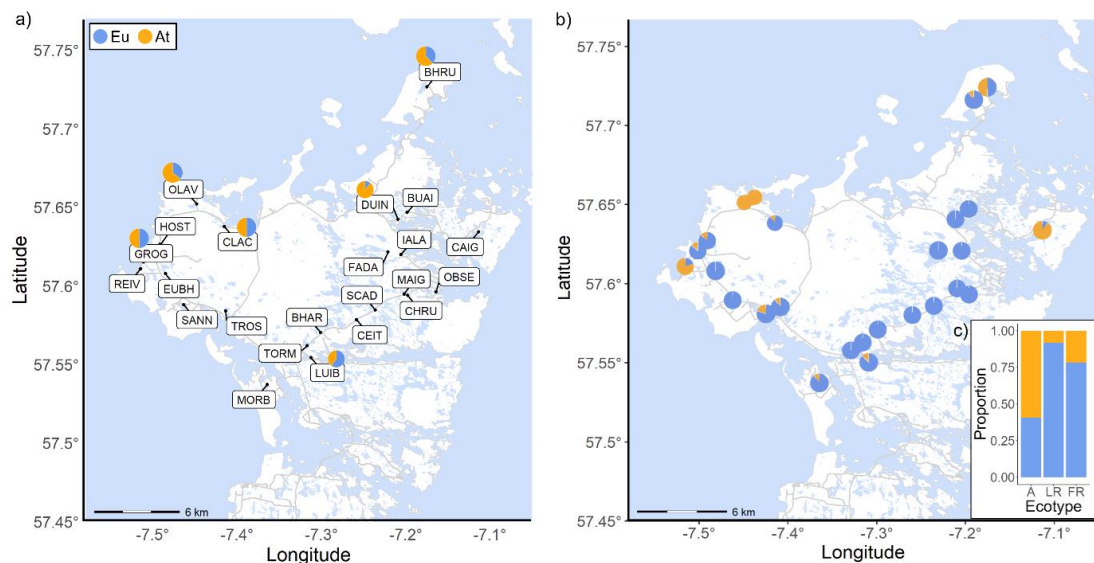 a)
Eu At
57.75°
57.7°
57.65°
57.6°
57.55°
57.5°
57.45°
Latitude
BHRU
OLAV
DUIN
BUAI
HOST
CLAC
GROG
IALA
CAIG
REIV
EUBH
FADA
MAIG
OBSE
SANN
SCAD
CHRU
TROS
BHAR
CEIT
TORM
LUIB
MORB
6 km
-7.5° -7.4° -7.3° -7.2° -7.1°
Longitude
b)
57.75°
57.7°
57.65°
57.6°
57.55°
57.5°
57.45°
Latitude
6 km
-7.5° -7.4° -7.3° -7.2° -7.1°
Longitude
c)
1.00
0.75
0.50
0.25
0.00
Proportion
A LR FR
Ecotype